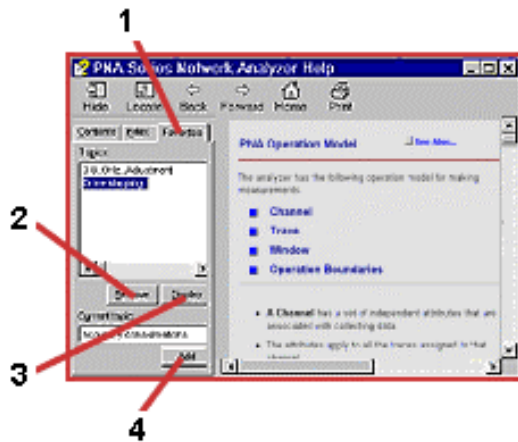 1
PNA Series Network Analyzer Help
Hide Locate Back Forward Home Print
Contents Index Favorites
Topics:
PNA Operation Model
See Also...
The analyzer has the following operation model for making
measurements.
Channel
Trace
Window
Operation Boundaries
2
Remove Display
Current topic:
A Channel has a set of independent attributes that are
associated with collecting data
3
Add
The attributes apply to all the traces assigned to that
channel
4